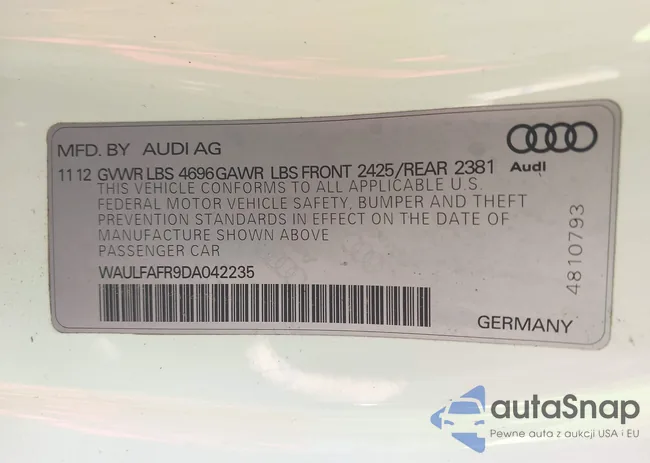 MFD. BY AUDI AG
Audi
11 12 GVWR LBS 4696 GAWR LBS FRONT 2425/REAR 2381
THIS VEHICLE CONFORMS TO ALL APPLICABLE U.S.
FEDERAL MOTOR VEHICLE SAFETY, BUMPER AND THEFT
PREVENTION STANDARDS IN EFFECT ON THE DATE OF
MANUFACTURE SHOWN ABOVE
PASSENGER CAR
WAULFAFR9DA042235
4810793
GERMANY
autaSnap
Pewne auta z aukcji USA i EU